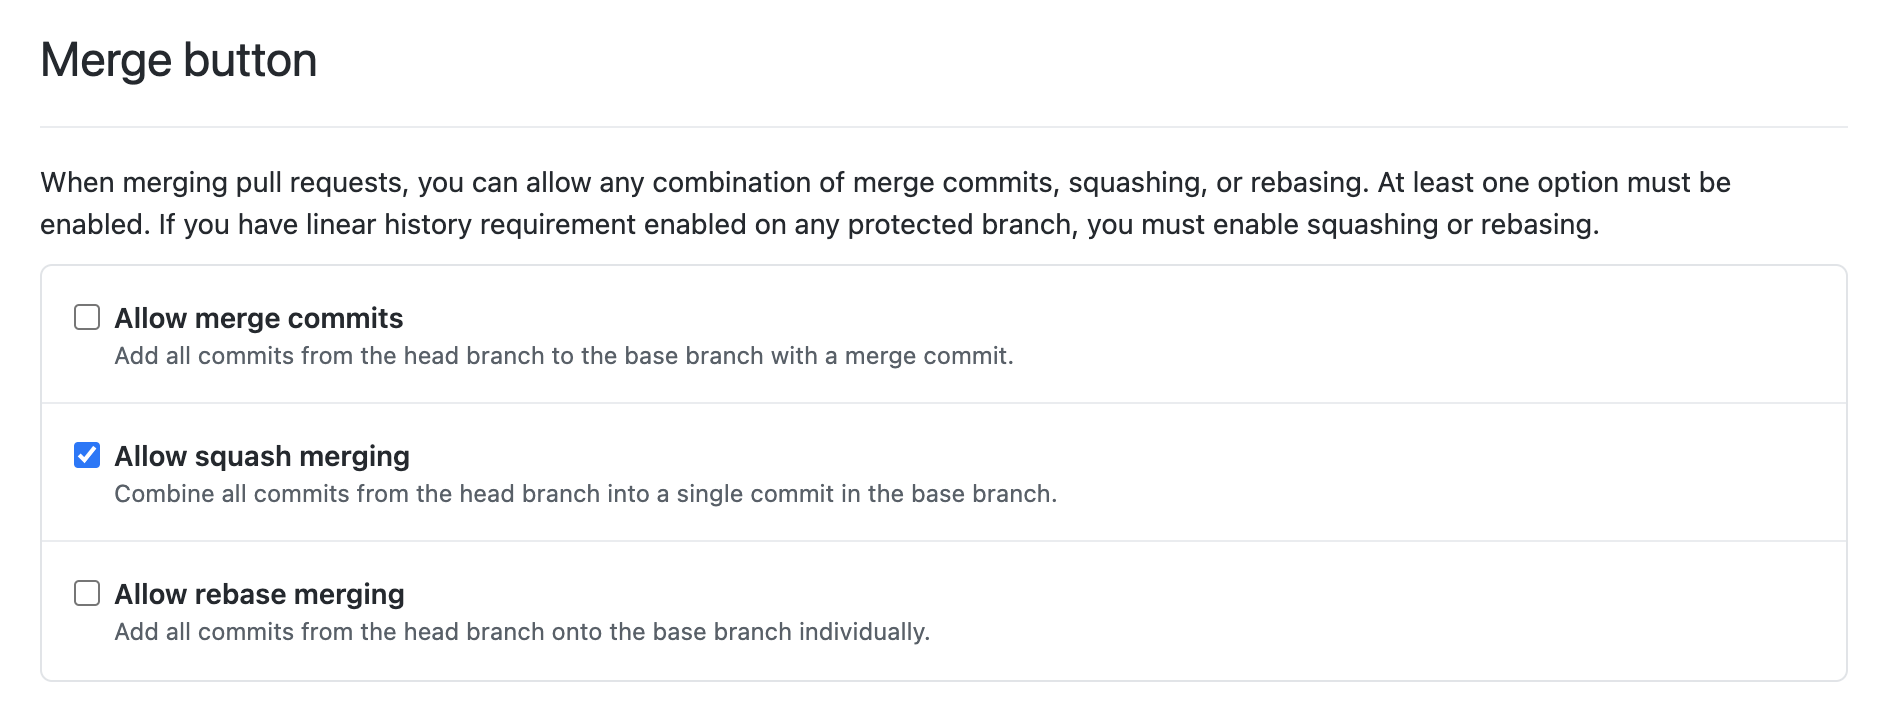 Merge button
When merging pull requests, you can allow any combination of merge commits, squashing, or rebasing. At least one option must be
enabled. If you have linear history requirement enabled on any protected branch, you must enable squashing or rebasing.
Allow merge commits
Add all commits from the head branch to the base branch with a merge commit.
Allow squash merging
Combine all commits from the head branch into a single commit in the base branch.
Allow rebase merging
Add all commits from the head branch onto the base branch individually.